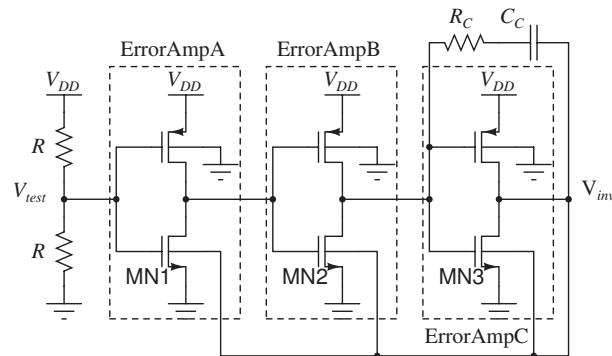 R_C C_C
ErrorAmpA ErrorAmpB
V_DD V_DD V_DD V_DD
R
V_test V_inv
R
MN1 MN2 MN3
ErrorAmpC